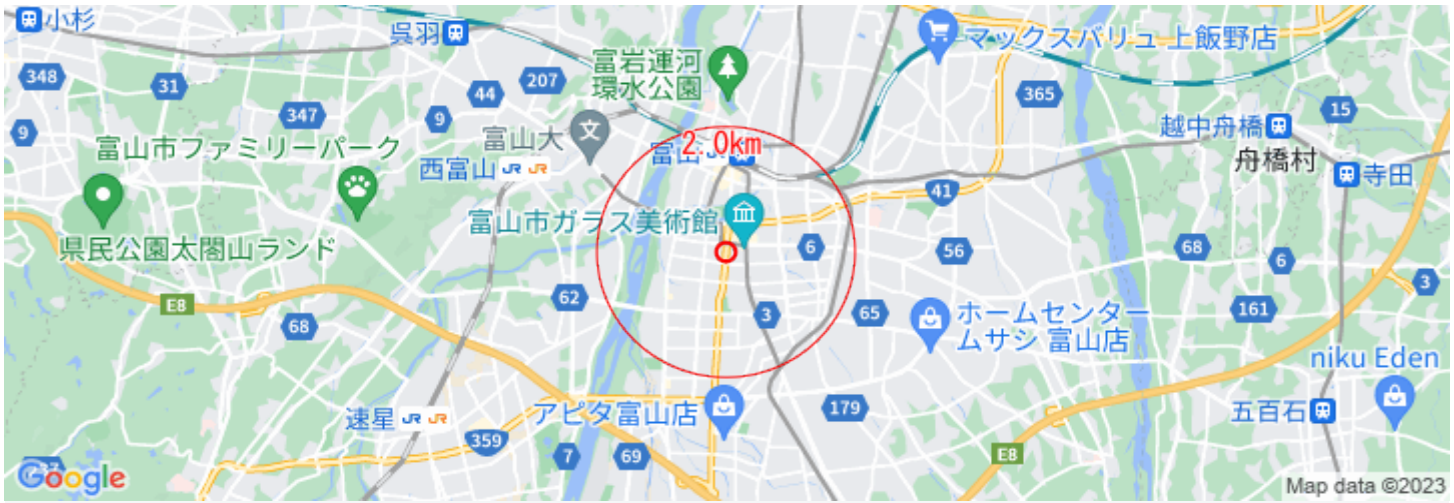 小杉
呉羽
富岩運河
環水公園
マックスバリュ 上飯野店
348
31
207
44
365
15
347
9
9
富山大
2.0km
越中舟橋
舟橋村
富山市ファミリーパーク
西富山 JR JR
寺田
41
富山市ガラス美術館
県民公園太閤山ランド
6
56
68
6
3
E8
62
3
65
161
68
ホームセンター
ムサシ 富山店
niku Eden
アピタ富山店
179
五百石
速星 JR JR
359
7
69
E8
68
Google
Map data ©2023